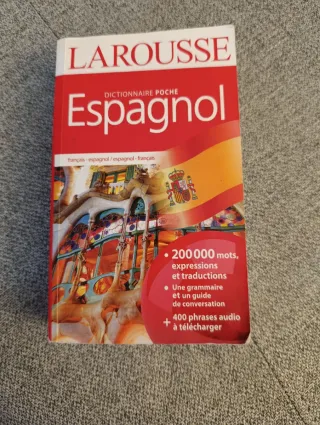 LAROUSSE
DICTIONNAIRE POCHE
Espagnol
français - espagnol / espagnol - français
• 200 000 mots,
expressions
et traductions
• Une grammaire
et un guide
de conversation
+ 400 phrases audio
à télécharger